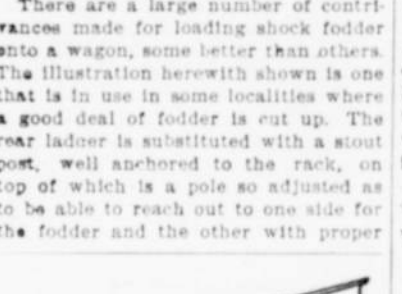 There are a large number of contri-
vances made for loading shock fodder
onto a wagon, some better than others.
The illustration herewith shown is one
that is in use in some localities where
a good deal of fodder is cut up. The
rear ladder is substituted with a stout
post, well anchored to the rack, on
top of which is a pole so adjusted as
to be able to reach out to one side for
the fodder and the other with proper